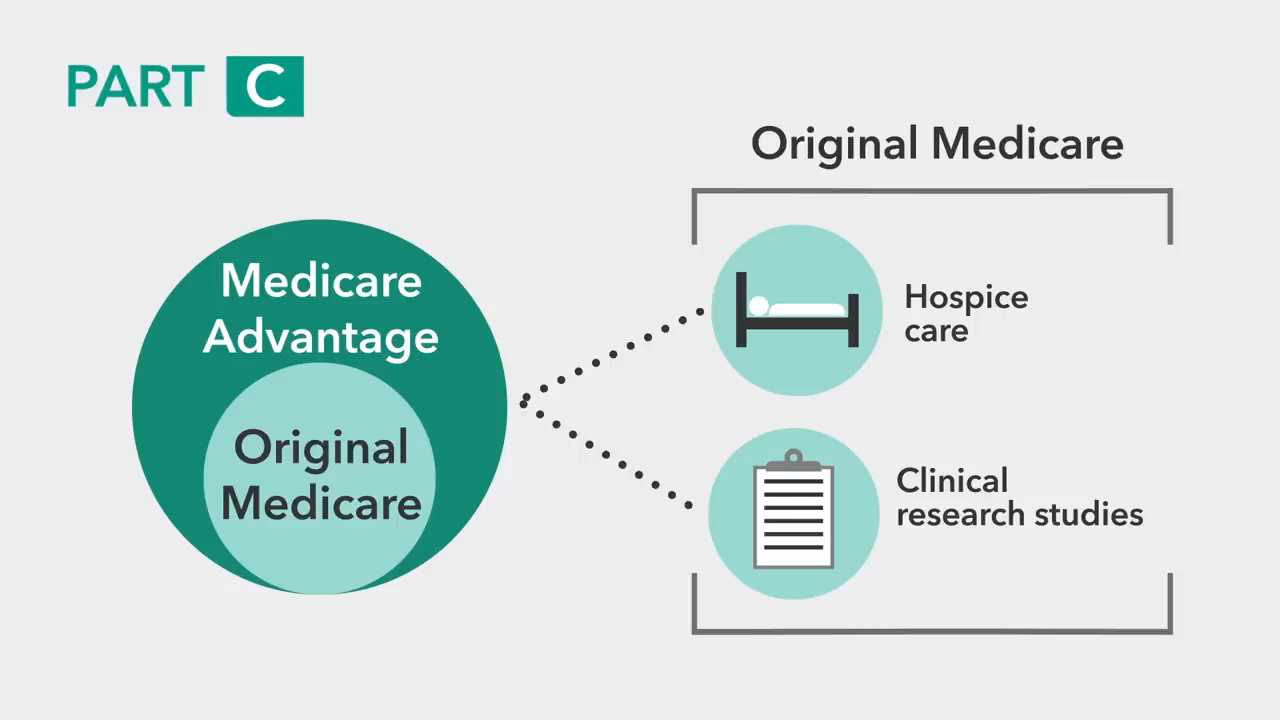 PART C
Medicare
Advantage
Original
Medicare
Original Medicare
Hospice
care
Clinical
research studies